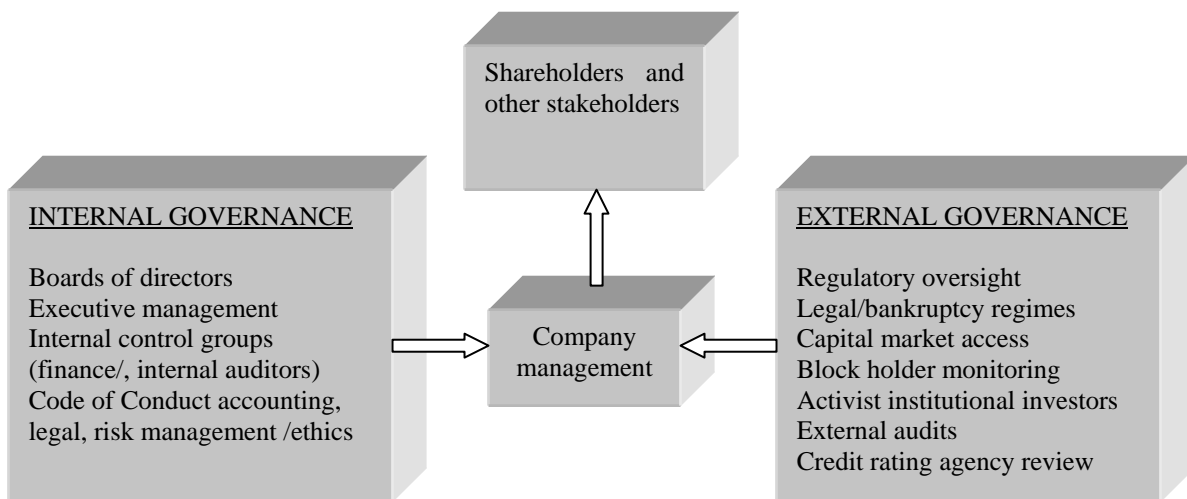 Shareholders and
other stakeholders
INTERNAL GOVERNANCE
Boards of directors
Executive management
Internal control groups
(finance/, internal auditors)
Code of Conduct accounting,
legal, risk management /ethics
Company
management
EXTERNAL GOVERNANCE
Regulatory oversight
Legal/bankruptcy regimes
Capital market access
Block holder monitoring
Activist institutional investors
External audits
Credit rating agency review